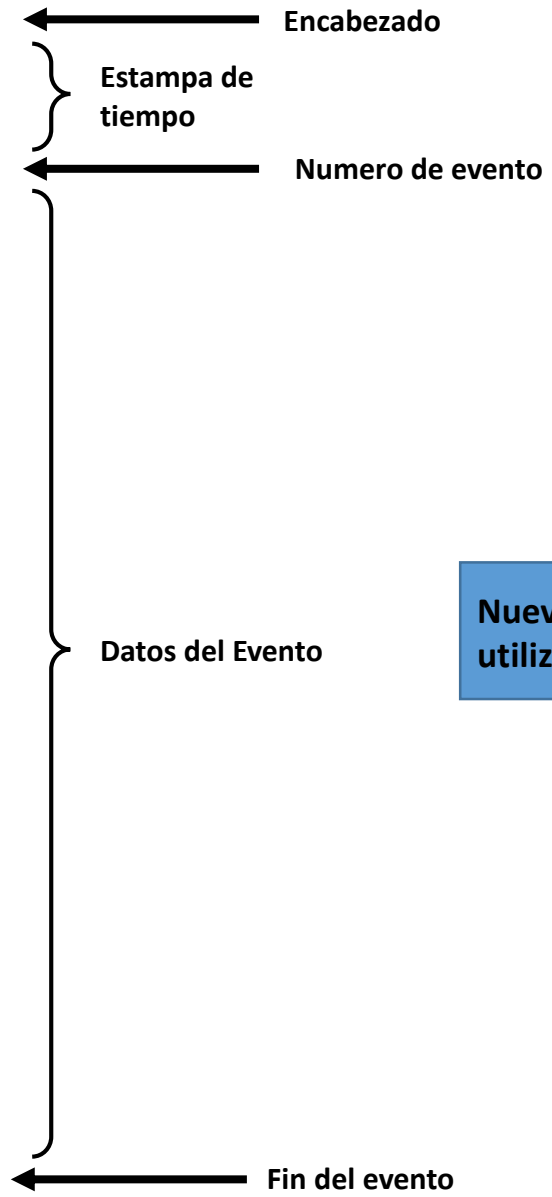 Encabezado
Estampa de
tiempo
Numero de evento
Datos del Evento
Fin del evento